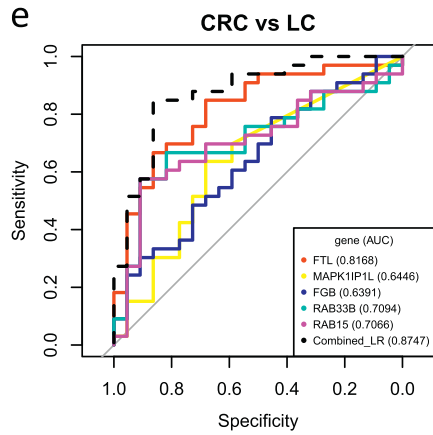 e
CRC vs LC
Sensitivity
1.0
0.8
0.6
0.4
0.2
0.0
gene (AUC)
FTL (0.8168)
MAPK1IP1L (0.6446)
FGB (0.6391)
RAB33B (0.7094)
RAB15 (0.7066)
Combined_LR (0.8747)
1.0 0.8 0.6 0.4 0.2 0.0
Specificity